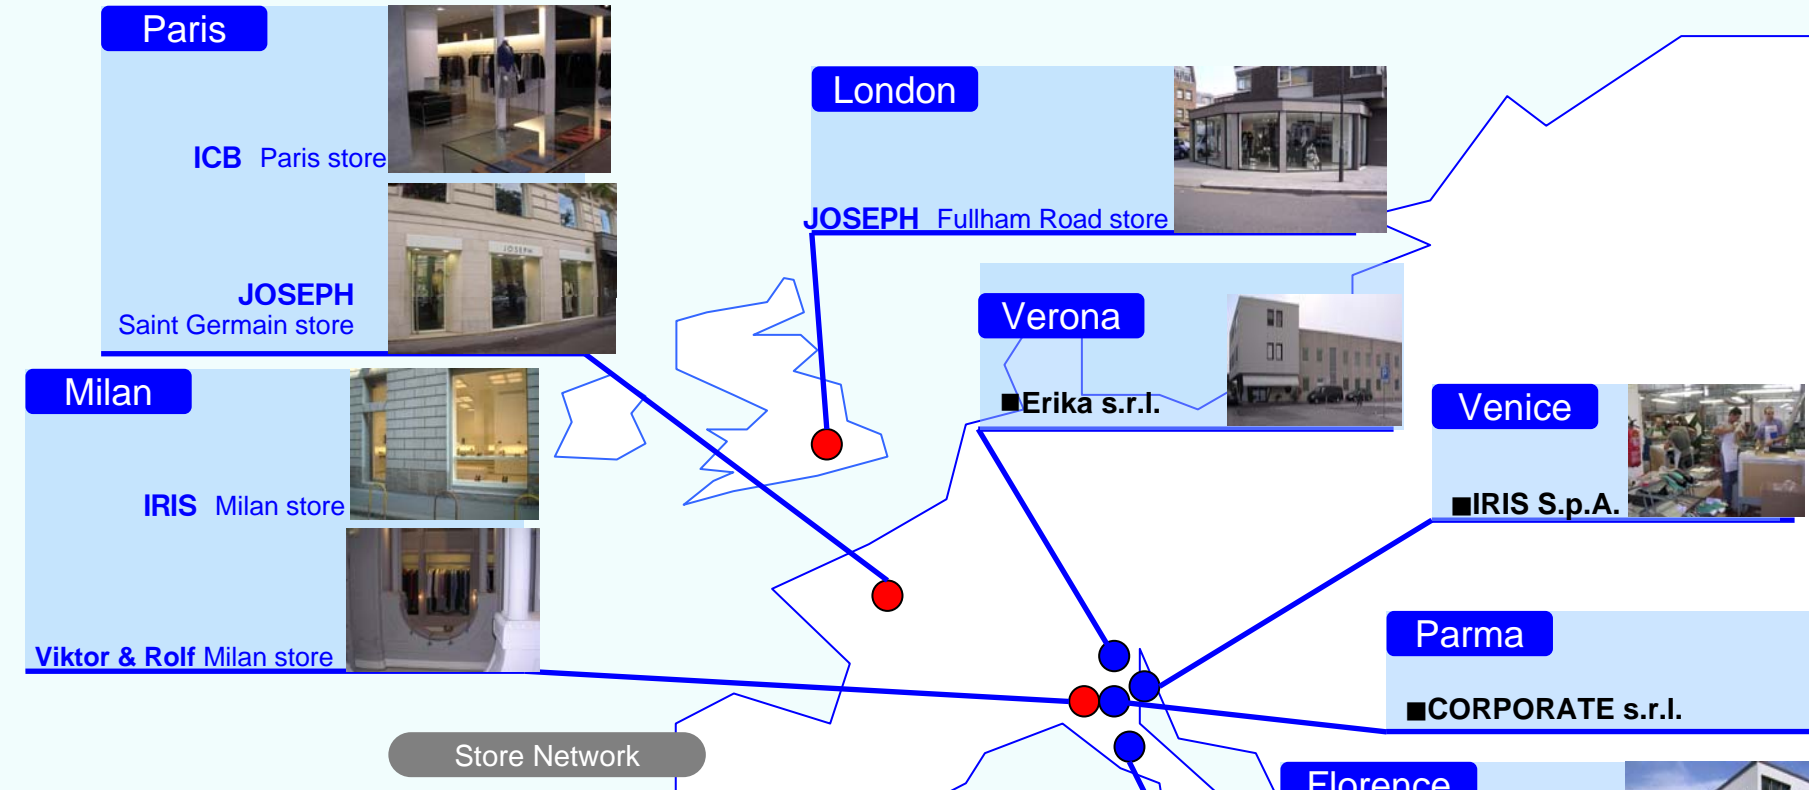 Paris
ICB Paris store
JOSEPH
JOSEPH
Saint Germain store
London
JOSEPH Fullham Road store
Verona
■Erika s.r.l.
Milan
IRIS Milan store
Viktor & Rolf Milan store
Venice
■IRIS S.p.A.
Parma
■CORPORATE s.r.l.
Store Network
Florence